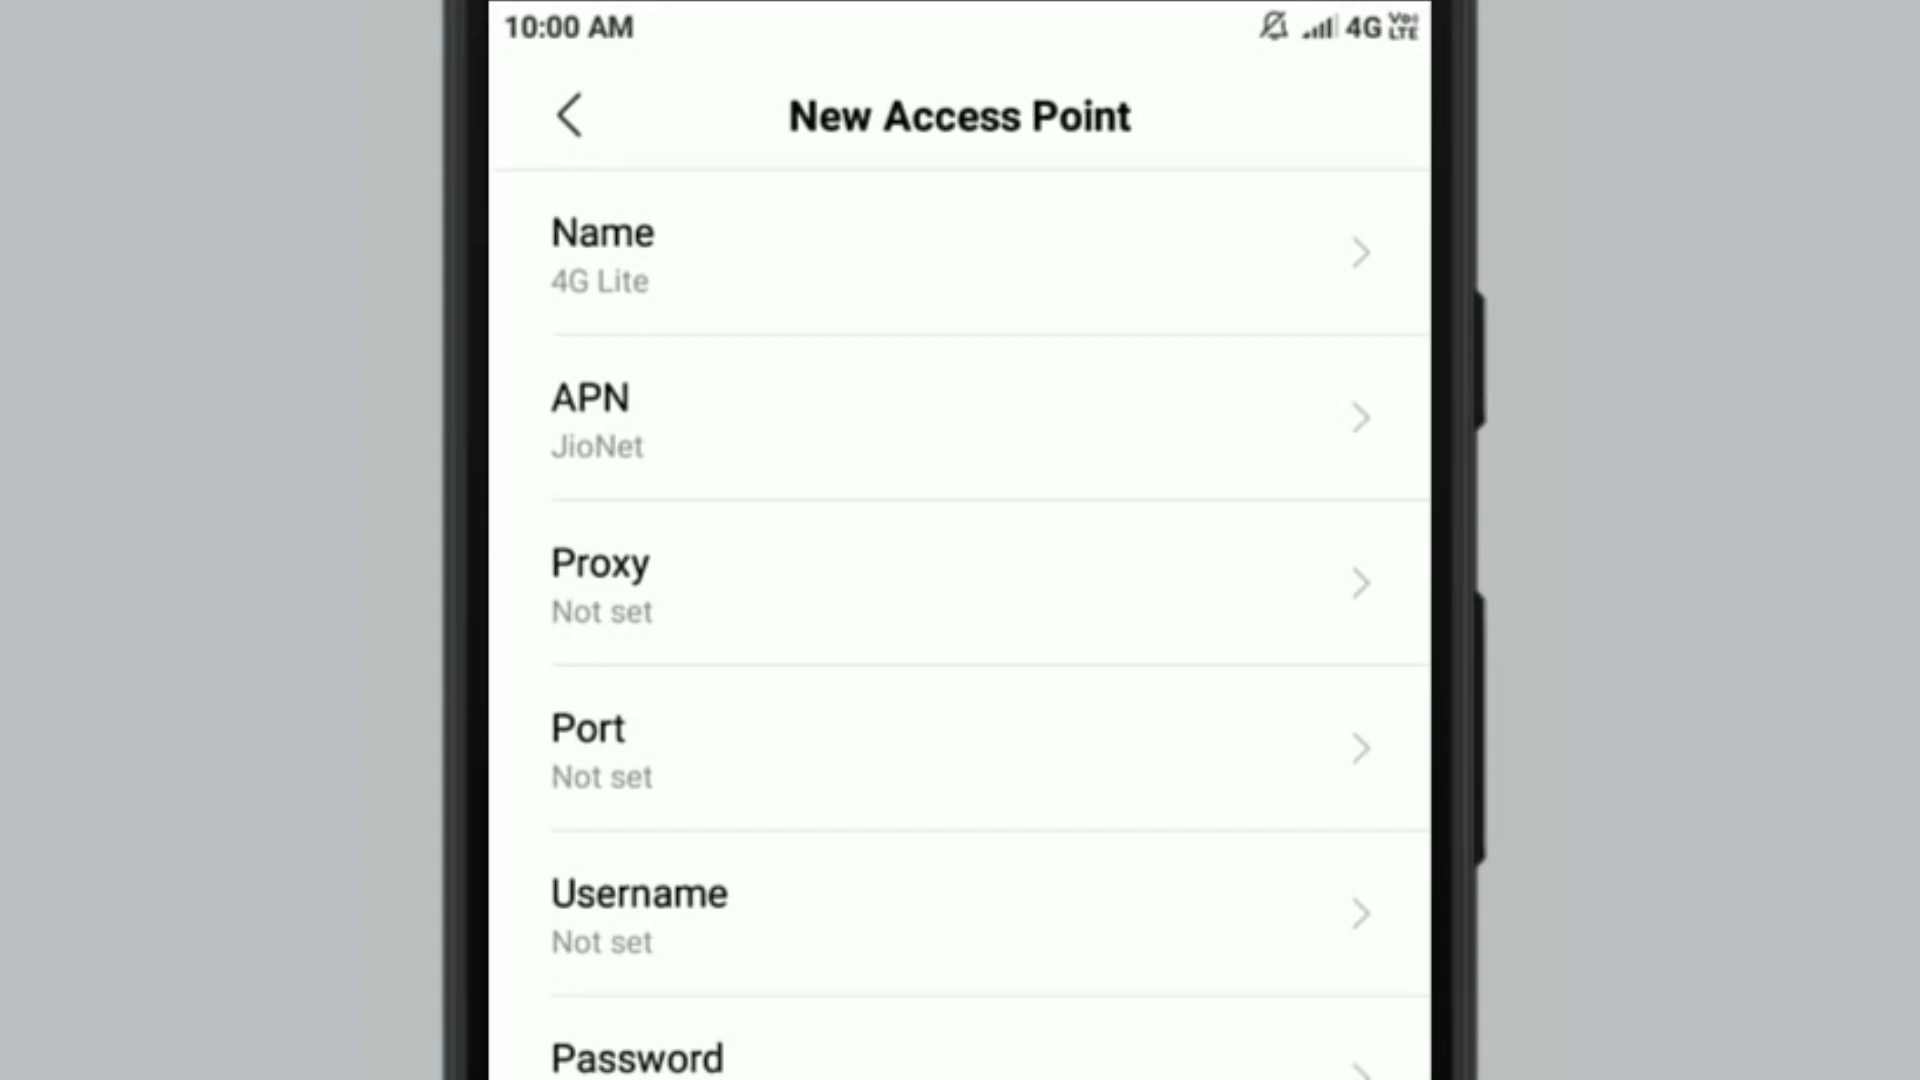 10:00 AM 4G VoLTE
New Access Point
Name
4G Lite
APN
JioNet
Proxy
Not set
Port
Not set
Username
Not set
Password